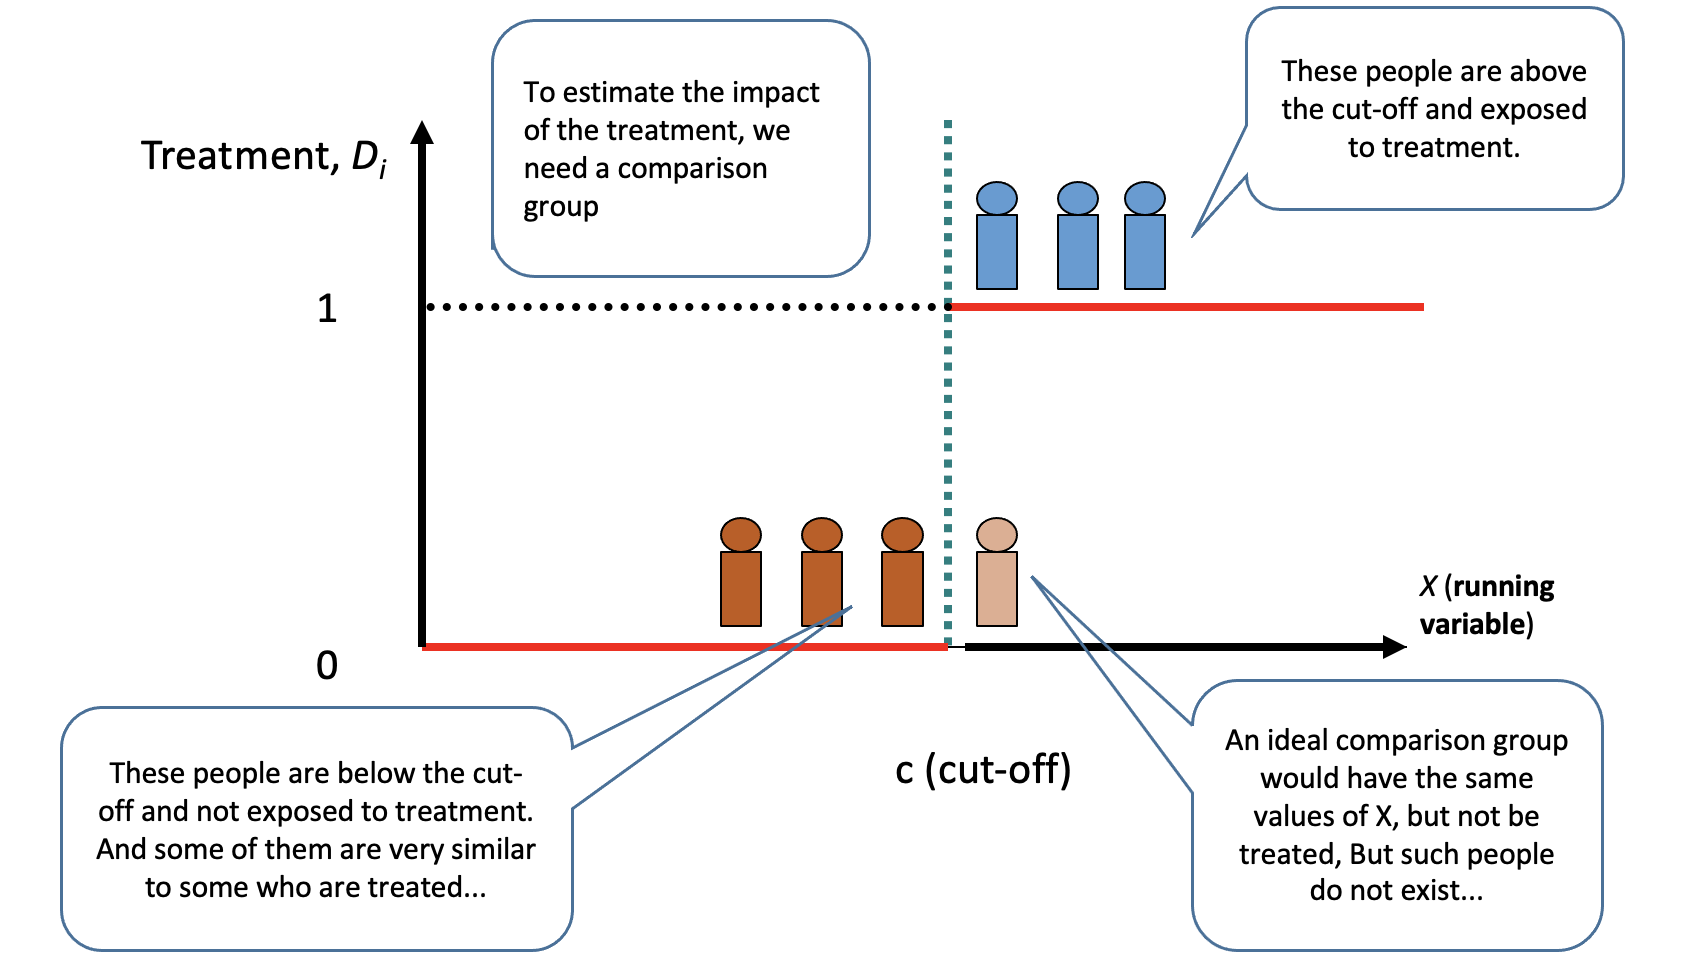 To estimate the impact
of the treatment, we
need a comparison
group
These people are above
the cut-off and exposed
to treatment.
Treatment, Di
1
0
X (running
variable)
c (cut-off)
These people are below the cut-
off and not exposed to treatment.
And some of them are very similar
to some who are treated...
An ideal comparison group
would have the same
values of X, but not be
treated, But such people
do not exist...